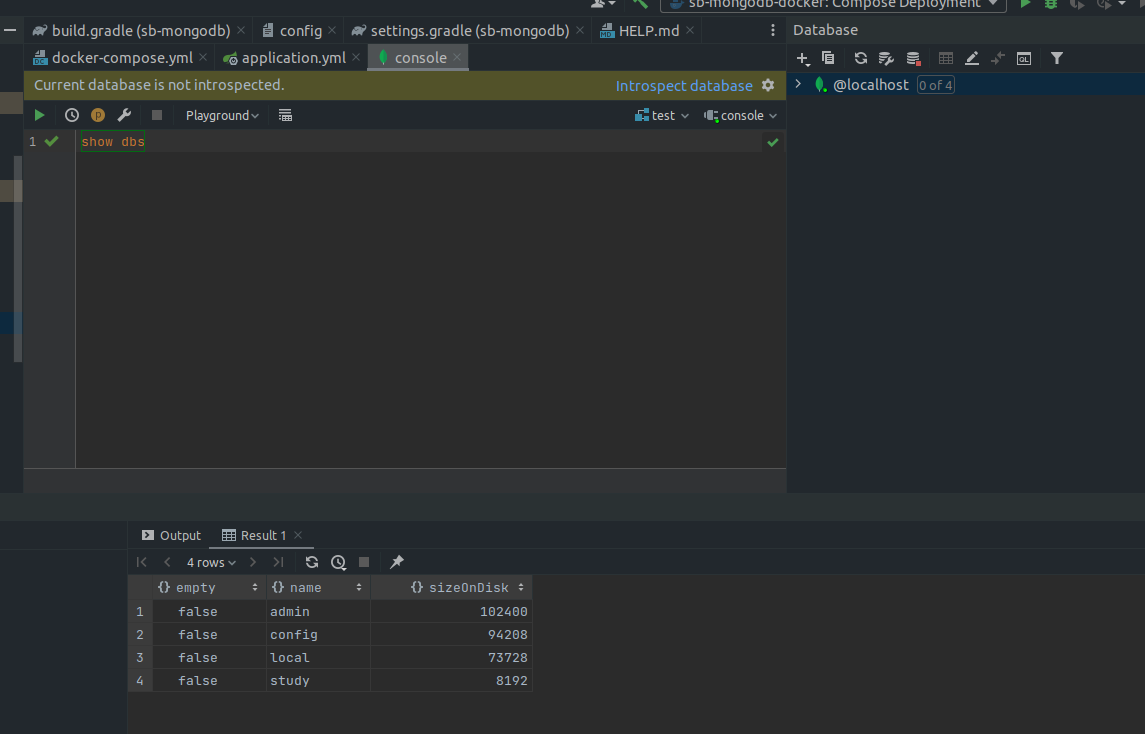 sb-mongodb-docker: Compose Deployment
build.gradle (sb-mongodb) config settings.gradle (sb-mongodb) HELP.md
Database
docker-compose.yml application.yml console
Current database is not introspected. Introspect database
@localhost 0 of 4
Playground test console
1 show dbs
Output Result 1
4 rows
empty name sizeOnDisk
1 false admin 102400
2 false config 94208
3 false local 73728
4 false study 8192